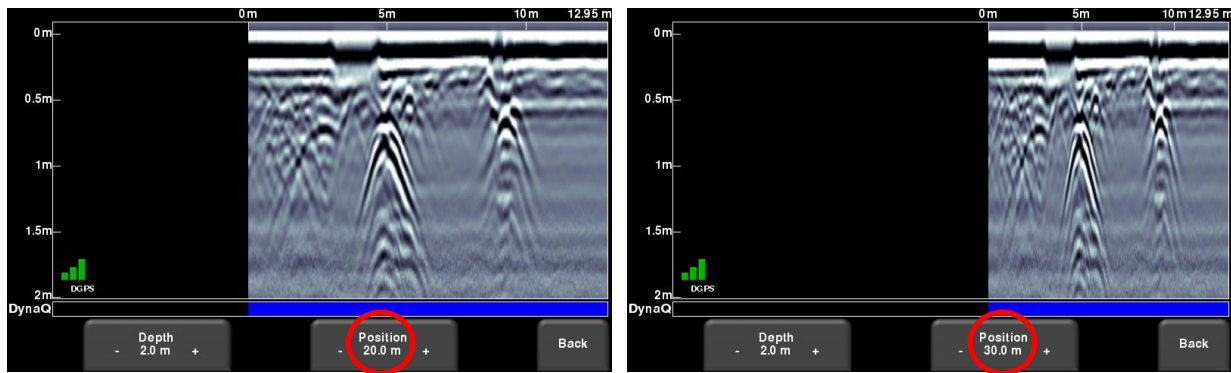 0m 5m 10m 12.95 m
0m
0.5m
1m
1.5m
DGPS
2m
DynaQ
Depth
- 2.0 m +
Position
- 20.0 m +
Back
0m 5m 10m 12.95 m
0m
0.5m
1m
1.5m
DGPS
2m
DynaQ
Depth
- 2.0 m +
Position
- 30.0 m +
Back